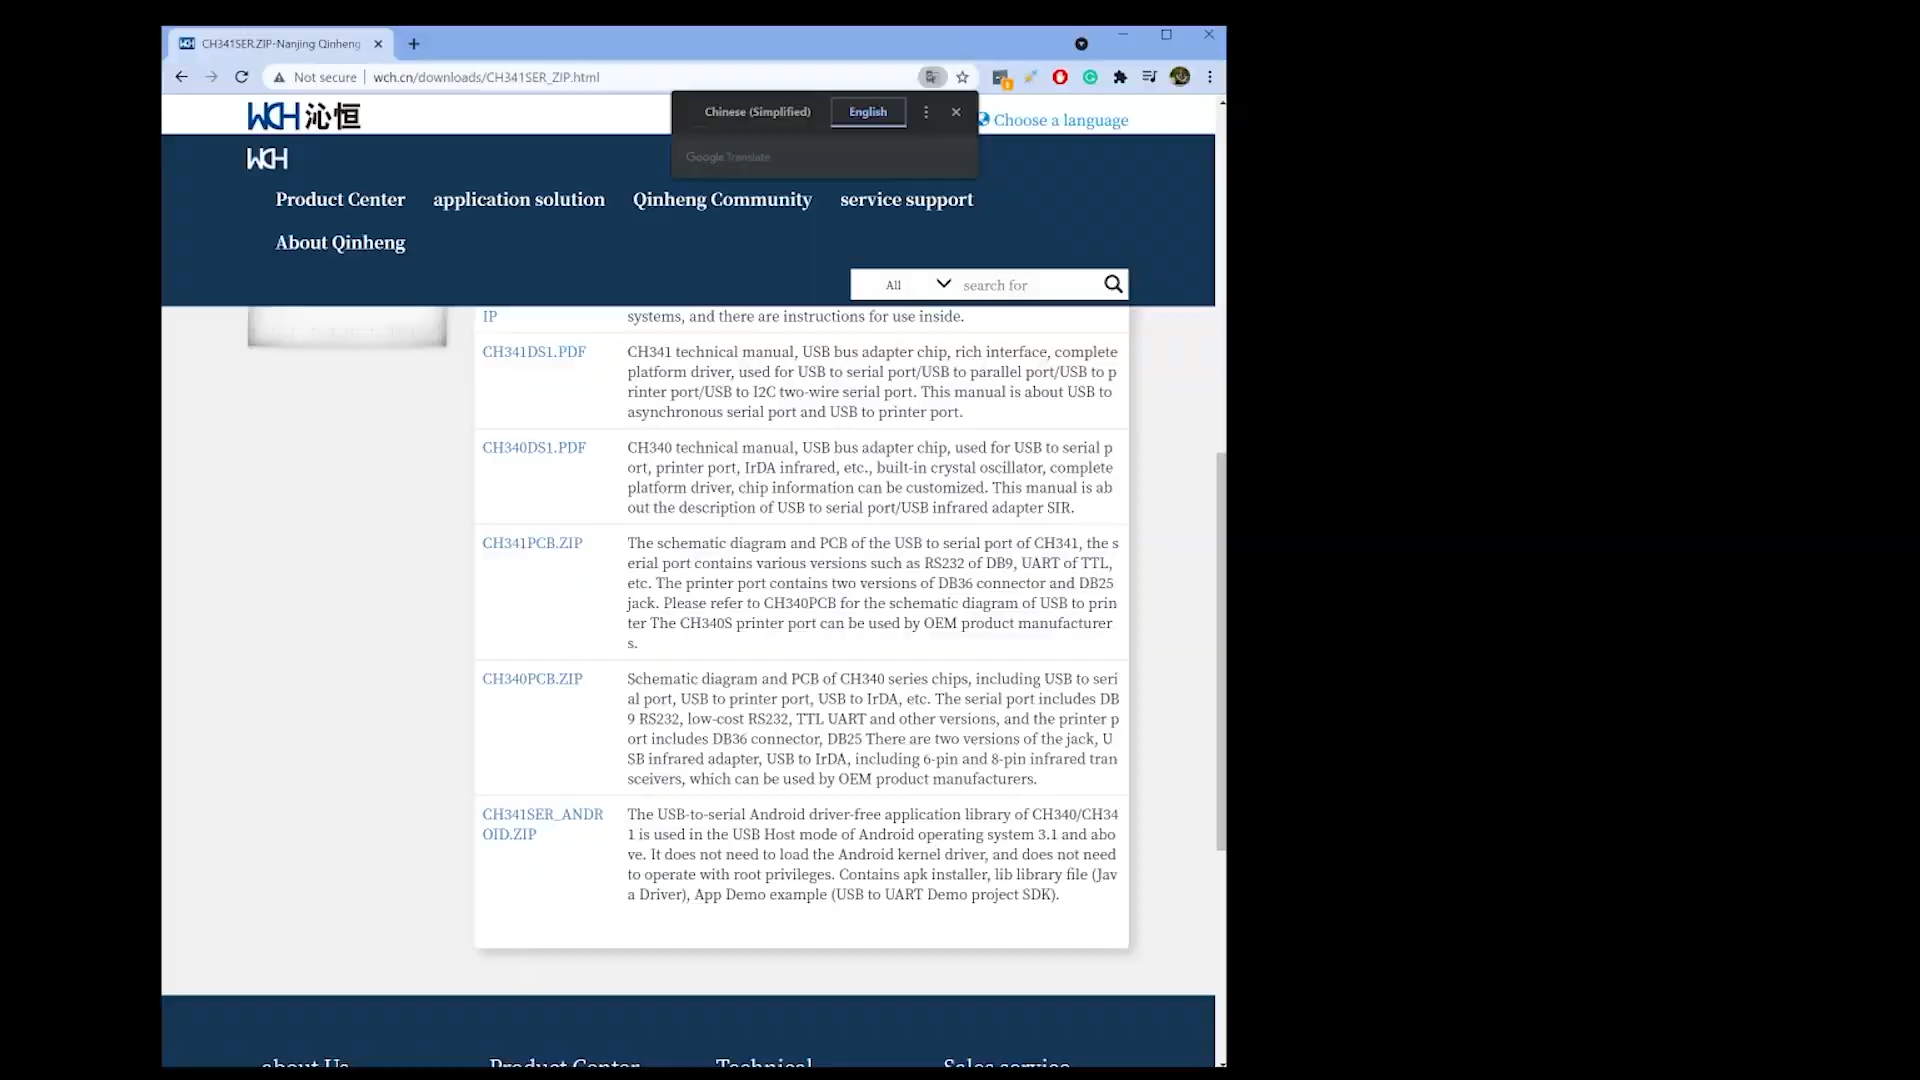 CH341SER.ZIP-Nanjing Qinheng
Not secure | wch.cn/downloads/CH341SER_ZIP.html
Chinese (Simplified) English
Google Translate
WCH 沁恒
Choose a language
WCH
Product Center application solution Qinheng Community service support
About Qinheng
All search for
IP systems, and there are instructions for use inside.
CH341DS1.PDF CH341 technical manual, USB bus adapter chip, rich interface, complete
platform driver, used for USB to serial port/USB to parallel port/USB to p
rinter port/USB to I2C two-wire serial port. This manual is about USB to
asynchronous serial port and USB to printer port.
CH340DS1.PDF CH340 technical manual, USB bus adapter chip, used for USB to serial p
ort, printer port, IrDA infrared, etc., built-in crystal oscillator, complete
platform driver, chip information can be customized. This manual is ab
out the description of USB to serial port/USB infrared adapter SIR.
CH341PCB.ZIP The schematic diagram and PCB of the USB to serial port of CH341, the s
erial port contains various versions such as RS232 of DB9, UART of TTL,
etc. The printer port contains two versions of DB36 connector and DB25
jack. Please refer to CH340PCB for the schematic diagram of USB to prin
ter The CH340S printer port can be used by OEM product manufacturer
s.
CH340PCB.ZIP Schematic diagram and PCB of CH340 series chips, including USB to seri
al port, USB to printer port, USB to IrDA, etc. The serial port includes DB
9 RS232, low-cost RS232, TTL UART and other versions, and the printer p
ort includes DB36 connector, DB25 There are two versions of the jack, U
SB infrared adapter, USB to IrDA, including 6-pin and 8-pin infrared tran
sceivers, which can be used by OEM product manufacturers.
CH341SER_ANDR The USB-to-serial Android driver-free application library of CH340/CH34
OID.ZIP 1 is used in the USB Host mode of Android operating system 3.1 and abo
ve. It does not need to load the Android kernel driver, and does not need
to operate with root privileges. Contains apk installer, lib library file (Jav
a Driver), App Demo example (USB to UART Demo project SDK).
about Us Product Center Technical Sales service